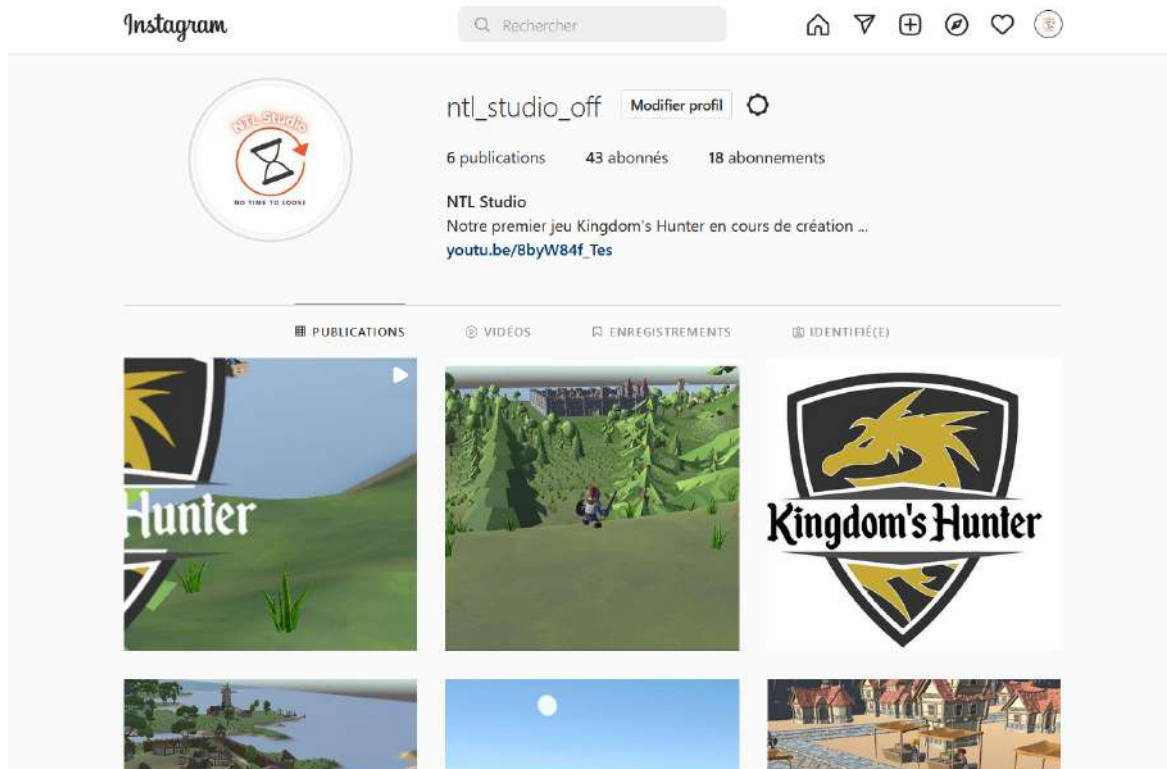 Instagram
Rechercher
NTL Studio
NO TIME TO LOOSE
ntl_studio_off Modifier profil
6 publications 43 abonnés 18 abonnements
NTL Studio
Notre premier jeu Kingdom's Hunter en cours de création ...
youtu.be/8byW84f_Tes
PUBLICATIONS VIDÉOS ENREGISTREMENTS IDENTIFIÉ(E)
Hunter
Kingdom's Hunter